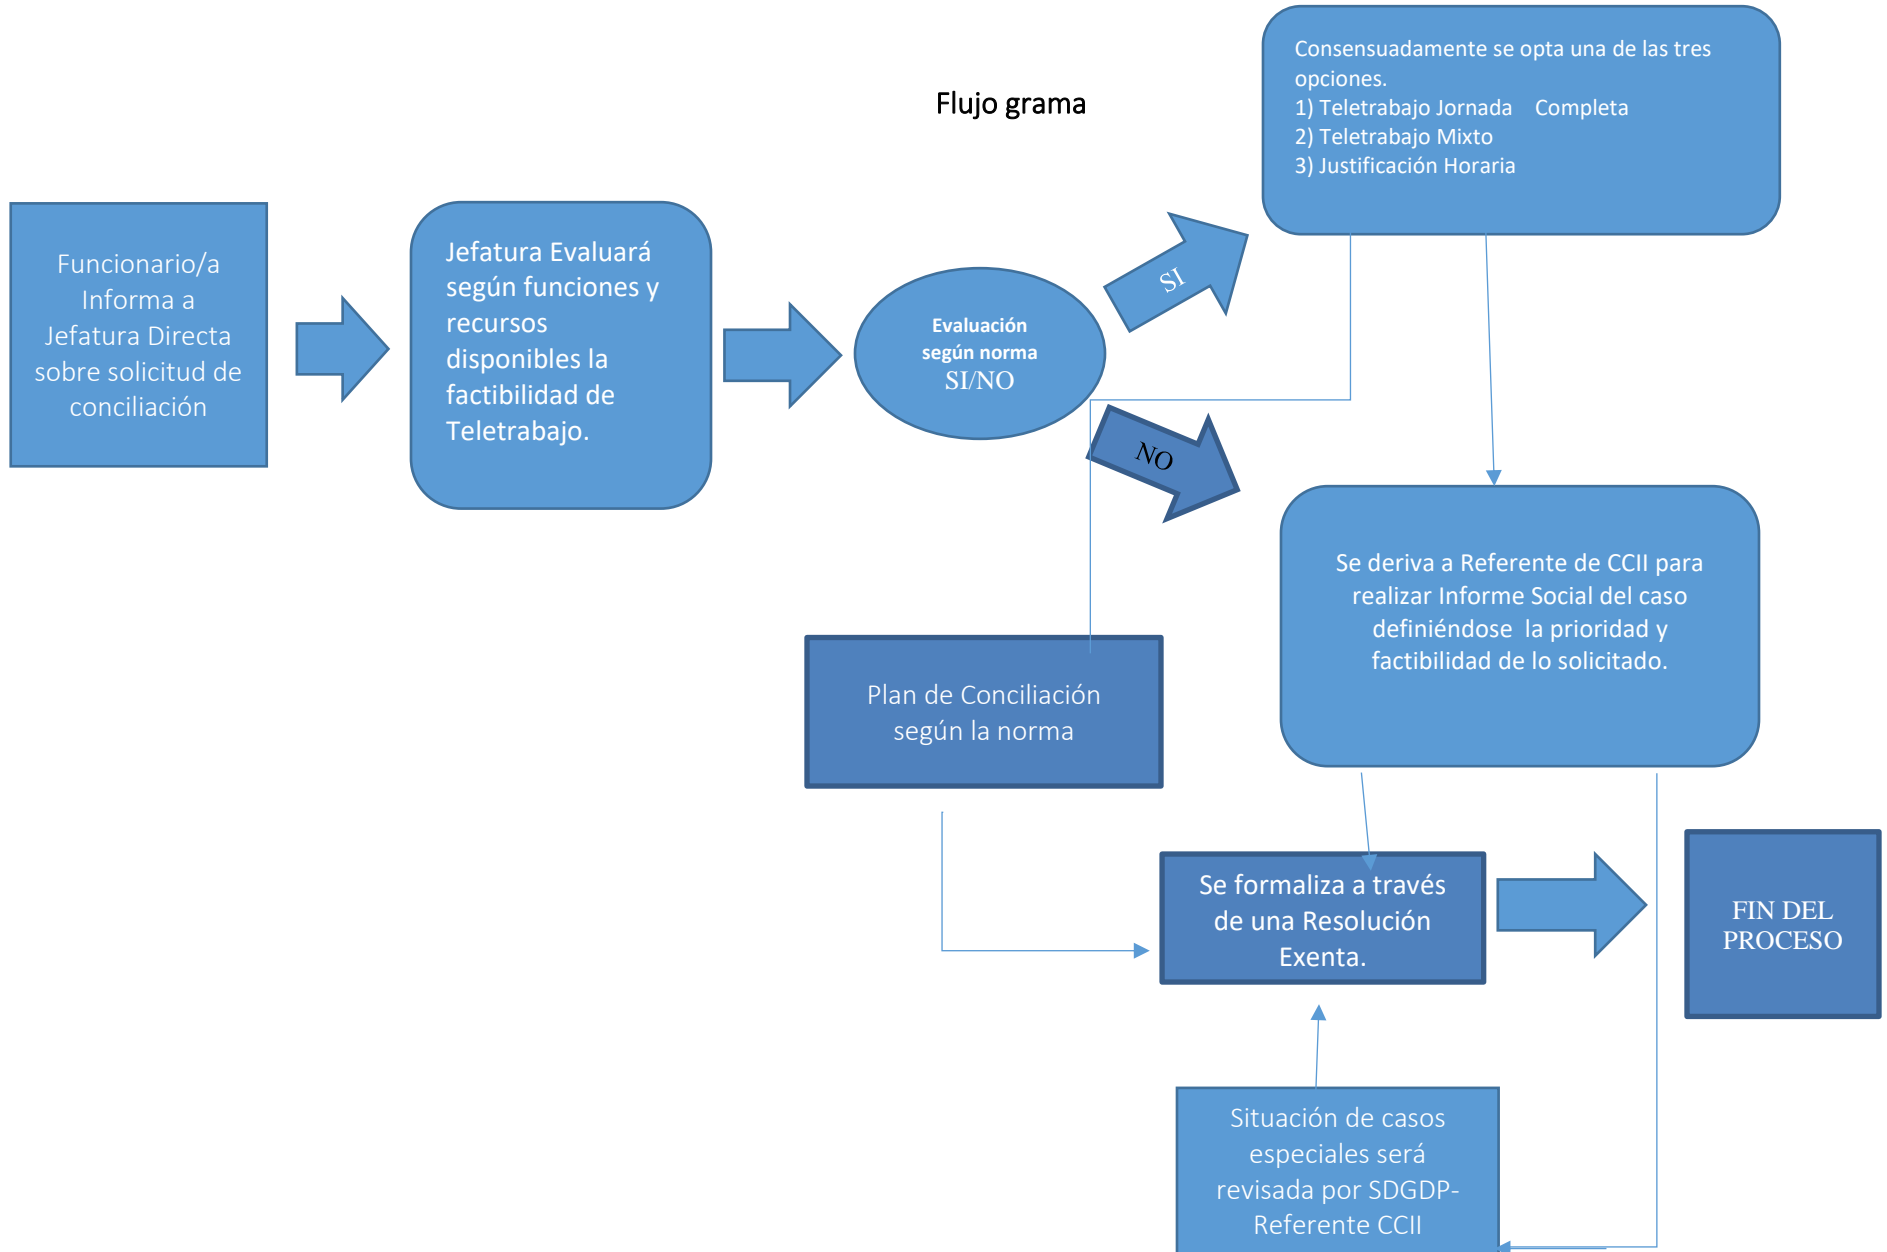 Flujo grama
Consensuadamente se opta una de las tres
opciones.
1) Teletrabajo Jornada    Completa
2) Teletrabajo Mixto
3) Justificación Horaria
Funcionario/a
Informa a
Jefatura Directa
sobre solicitud de
conciliación
Jefatura Evaluará
según funciones y
recursos
disponibles la
factibilidad de
Teletrabajo.
Evaluación
según norma
SI/NO
SI
NO
Se deriva a Referente de CCII para
realizar Informe Social del caso
definiéndose  la prioridad y
factibilidad de lo solicitado.
Plan de Conciliación
según la norma
Se formaliza a través
de una Resolución
Exenta.
FIN DEL
PROCESO
Situación de casos
especiales será
revisada por SDGDP-
Referente CCII